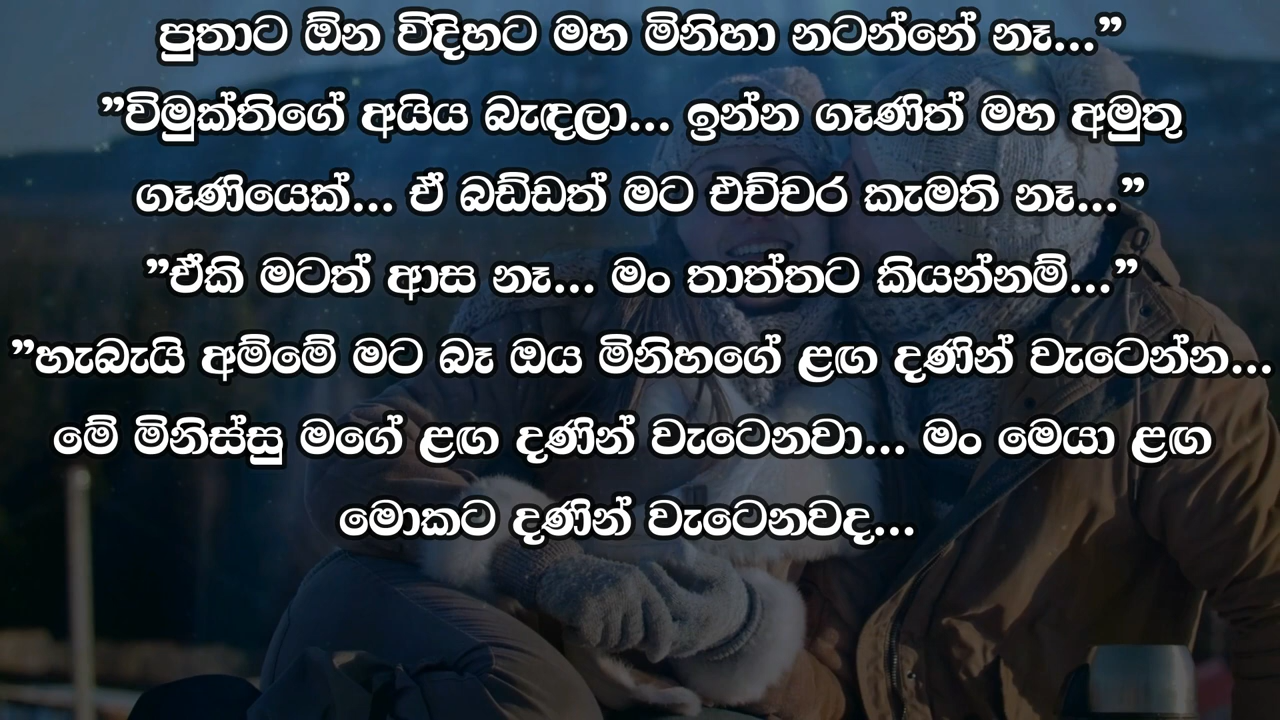 පුතාට ඕන විදිහට මහ මිනිහා නටන්නේ නෑ...”
”විමුක්තිගේ අයිය බැඳලා... ඉන්න ගෑණිත් මහ අමුතු
ගෑණියෙක්... ඒ බඩ්ඩත් මට එච්චර කැමති නෑ...”
”ඒකි මටත් ආස නෑ... මං තාත්තට කියන්නම්...”
”හැබැයි අම්මේ මට බෑ ඔය මිනිහගේ ළඟ දණින් වැටෙන්න...
මේ මිනිස්සු මගේ ළඟ දණින් වැටෙනවා... මං මෙයා ළඟ
මොකට දණින් වැටෙනවද...